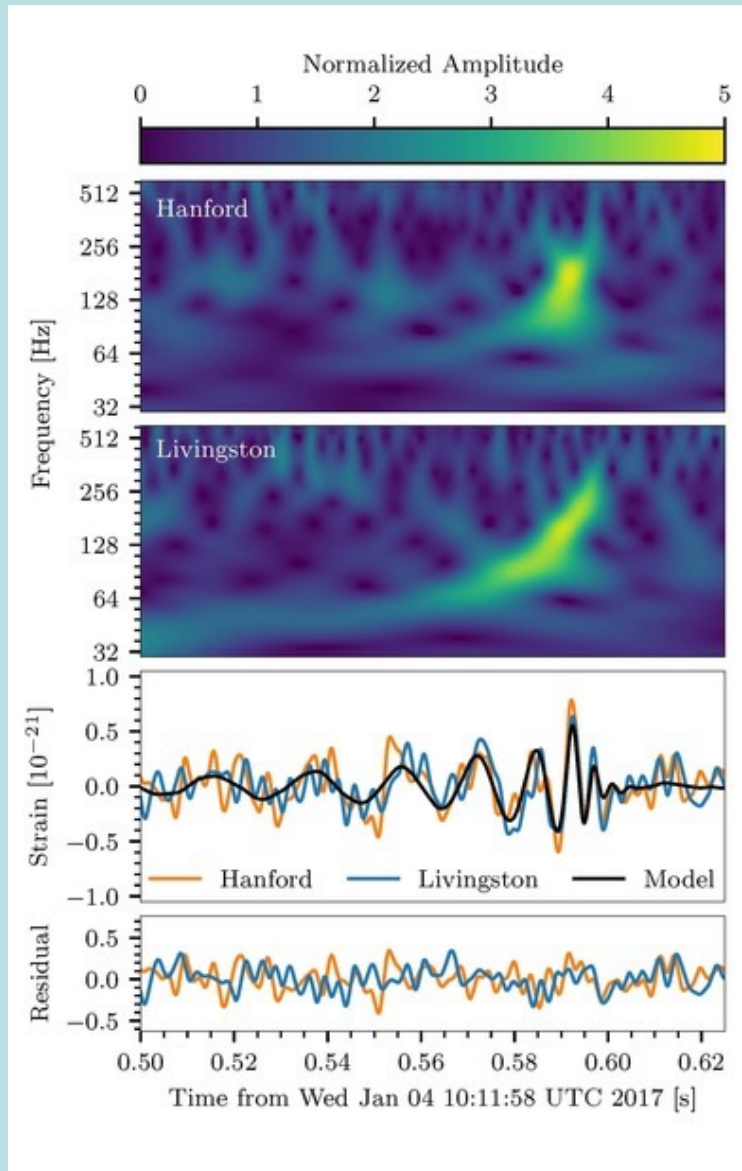 Normalized Amplitude
0 1 2 3 4 5
Hanford
512
256
128
64
32
Frequency [Hz]
Livingston
512
256
128
64
32
1.0
0.5
0.0
−0.5
−1.0
Strain [10⁻²¹]
Hanford Livingston Model
0.5
0.0
−0.5
Residual
0.50 0.52 0.54 0.56 0.58 0.60 0.62
Time from Wed Jan 04 10:11:58 UTC 2017 [s]